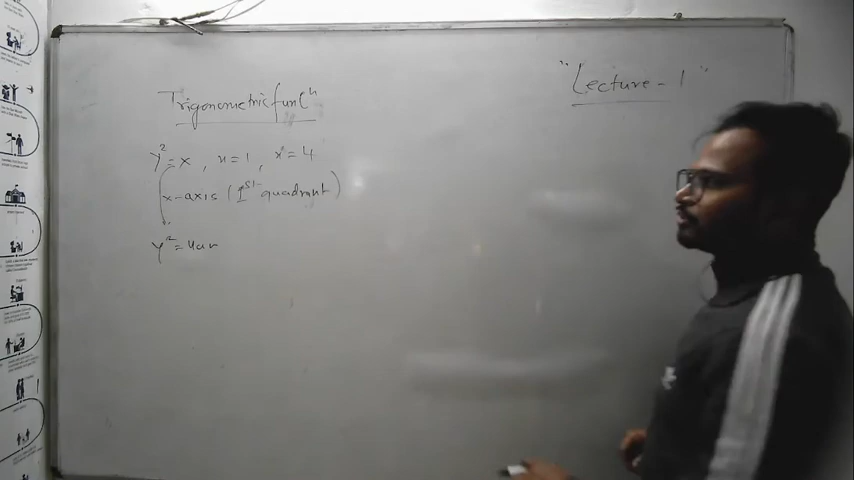 "Lecture - 1"
Trigonometric funcⁿ
y² = x , x = 1 , x = 4
x-axis (1st quadrant)
y² = 4ax